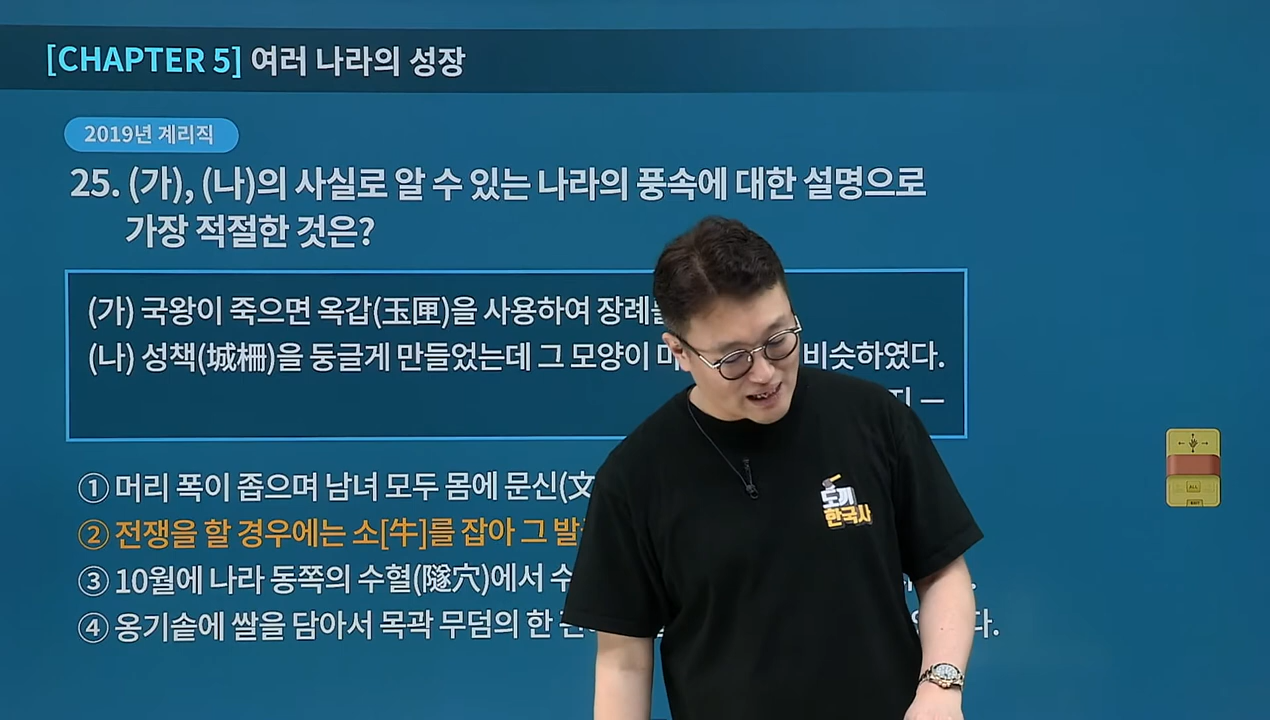 [CHAPTER 5] 여러 나라의 성장
2019년 계리직
25. (가), (나)의 사실로 알 수 있는 나라의 풍속에 대한 설명으로
가장 적절한 것은?
(가) 국왕이 죽으면 옥갑(玉匣)을 사용하여 장례를
(나) 성책(城柵)을 둥글게 만들었는데 그 모양이 비슷하였다.
–
① 머리 폭이 좁으며 남녀 모두 몸에 문신(文
② 전쟁을 할 경우에는 소[牛]를 잡아 그
③ 10월에 나라 동쪽의 수혈(隧穴)에서
④ 옹기솥에 쌀을 담아서 목곽 무덤의 한 다.
도끼
한국사
ALL